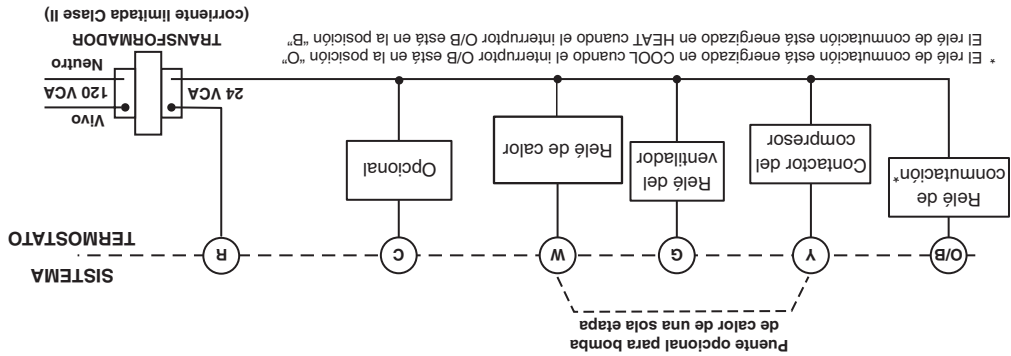 Puente opcional para bomba
de calor de una sola etapa
SISTEMA
O/B
Y
G
W
C
R
TERMOSTATO
Relé de
conmutación*
Contactor del
compresor
Relé del
ventilador
Relé de calor
Opcional
Vivo
24 VCA
120 VCA
Neutro
* El relé de conmutación está energizado en COOL cuando el interruptor O/B está en la posición “O”
El relé de conmutación está energizado en HEAT cuando el interruptor O/B está en la posición “B”
TRANSFORMADOR
(corriente limitada Clase II)